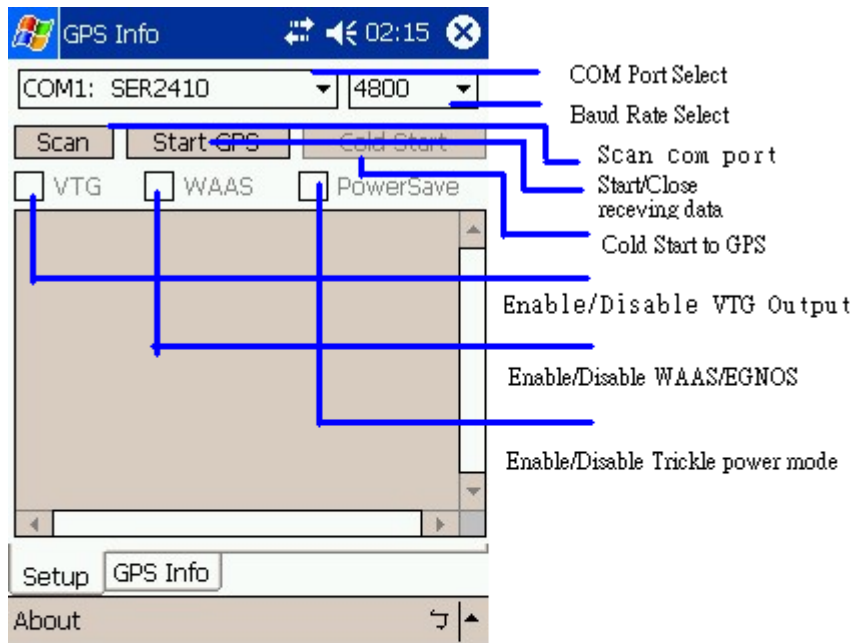 GPS Info 02:15
COM1: SER2410 4800
COM Port Select
Baud Rate Select
Scan Start GPS Cold Start
Scan com port
VTG WAAS PowerSave
Start/Close
receving data
Cold Start to GPS
Enable/Disable VTG Output
Enable/Disable WAAS/EGNOS
Enable/Disable Trickle power mode
Setup GPS Info
About